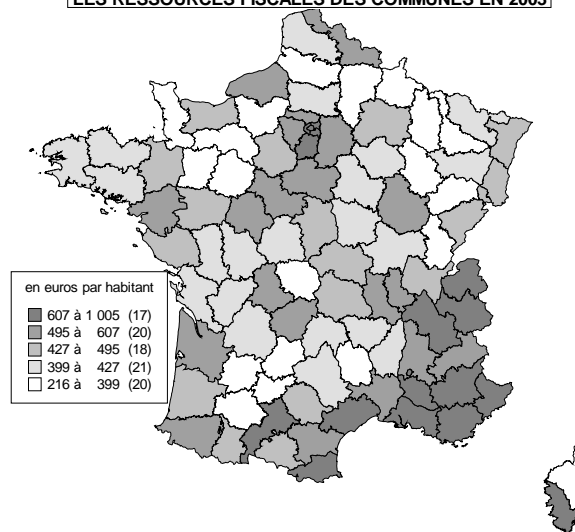 LES RESSOURCES FISCALES DES COMMUNES EN 2003
en euros par habitant
607 à 1 005 (17)
495 à 607 (20)
427 à 495 (18)
399 à 427 (21)
216 à 399 (20)